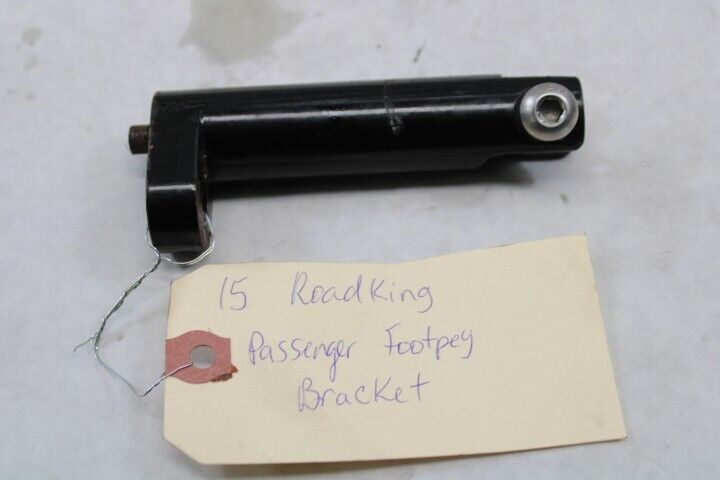 15 RoadKing
Passenger Footpeg
Bracket